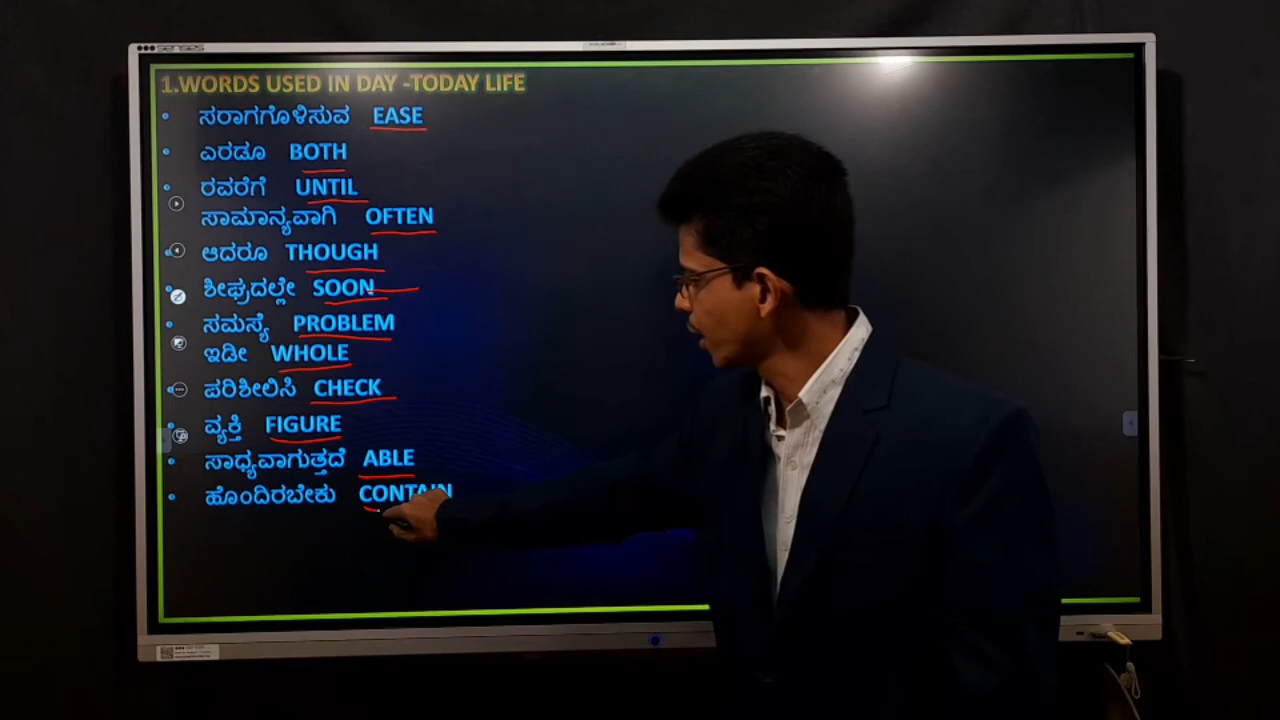 senses
1.WORDS USED IN DAY -TODAY LIFE
ಸರಾಗಗೊಳಿಸುವ EASE
ಎರಡೂ BOTH
ರವರೆಗೆ UNTIL
ಸಾಮಾನ್ಯವಾಗಿ OFTEN
ಆದರೂ THOUGH
ಶೀಘ್ರದಲ್ಲೇ SOON
ಸಮಸ್ಯೆ PROBLEM
ಇಡೀ WHOLE
ಪರಿಶೀಲಿಸಿ CHECK
ವ್ಯಕ್ತಿ FIGURE
ಸಾಧ್ಯವಾಗುತ್ತದೆ ABLE
ಹೊಂದಿರಬೇಕು CONTAIN